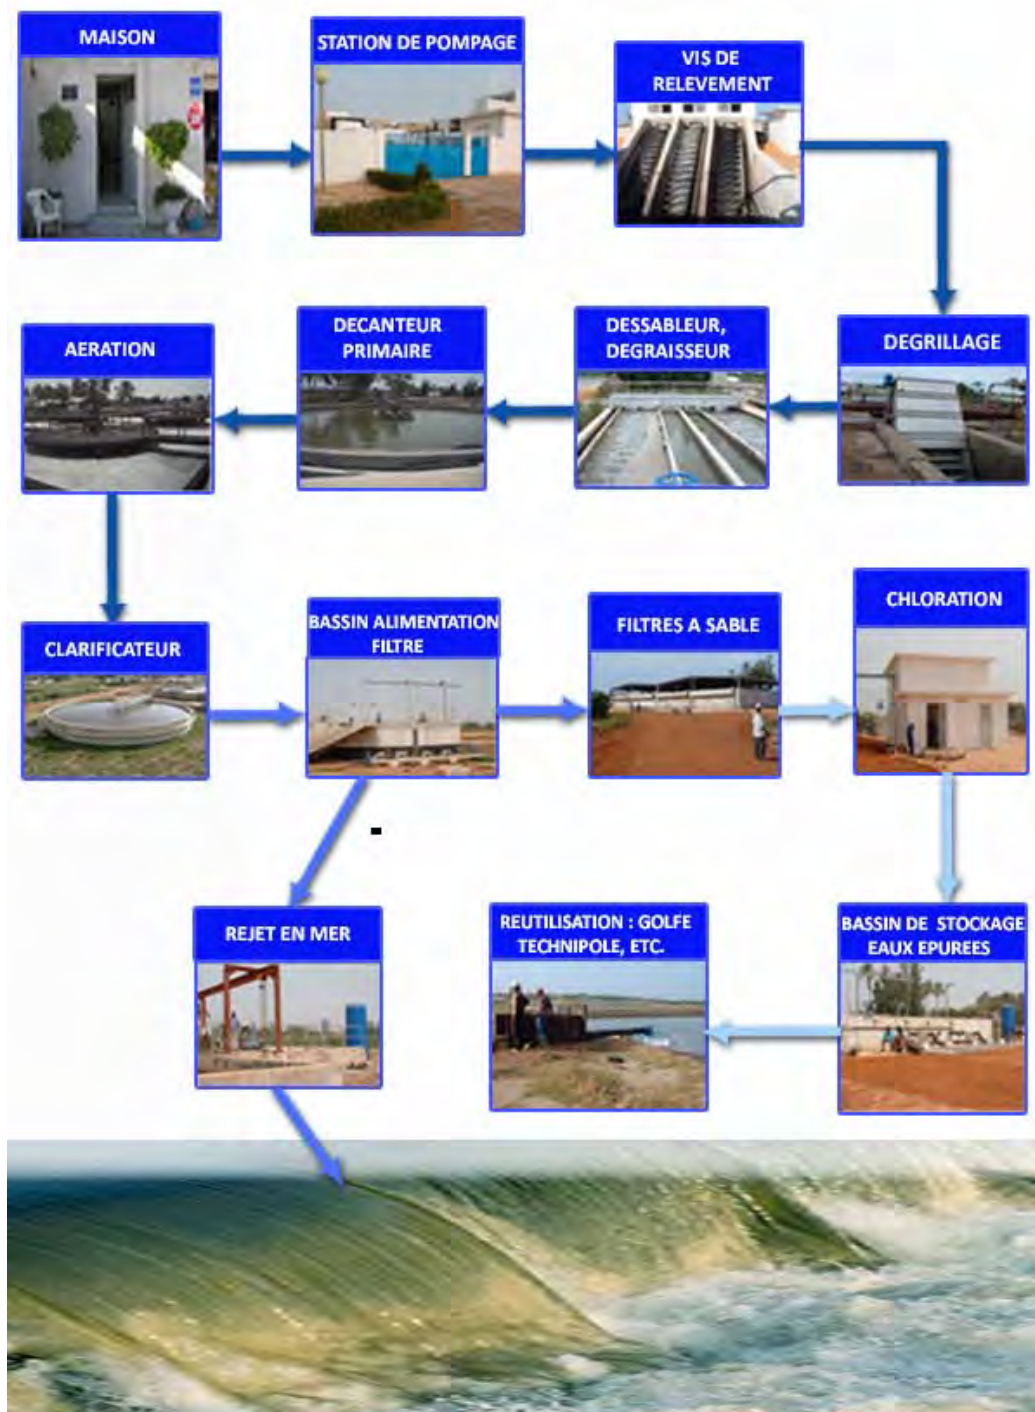 MAISON
STATION DE POMPAGE
VIS DE
RELEVEMENT
DEGRILLAGE
DESSABLEUR,
DEGRAISSEUR
DECANTEUR
PRIMAIRE
AERATION
CLARIFICATEUR
BASSIN ALIMENTATION
FILTRE
FILTRES A SABLE
CHLORATION
BASSIN DE STOCKAGE
EAUX EPUREES
REUTILISATION : GOLFE
TECHNIPOLE, ETC.
REJET EN MER